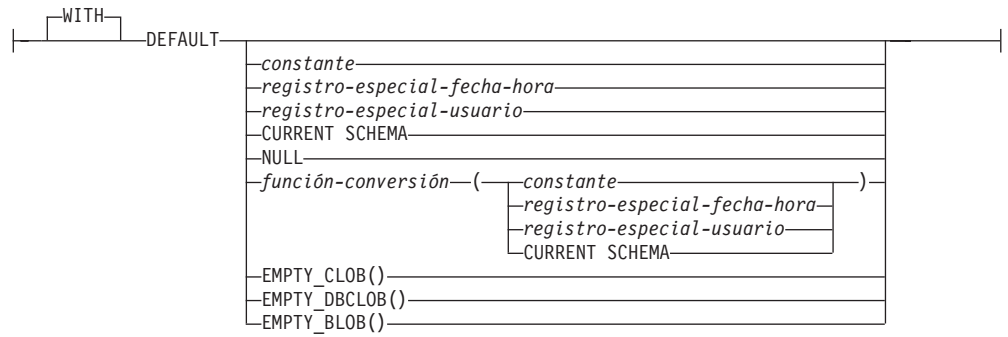 WITH
DEFAULT
constante
registro-especial-fecha-hora
registro-especial-usuario
CURRENT SCHEMA
NULL
función-conversión ( constante )
registro-especial-fecha-hora
registro-especial-usuario
CURRENT SCHEMA
EMPTY_CLOB()
EMPTY_DBCLOB()
EMPTY_BLOB()